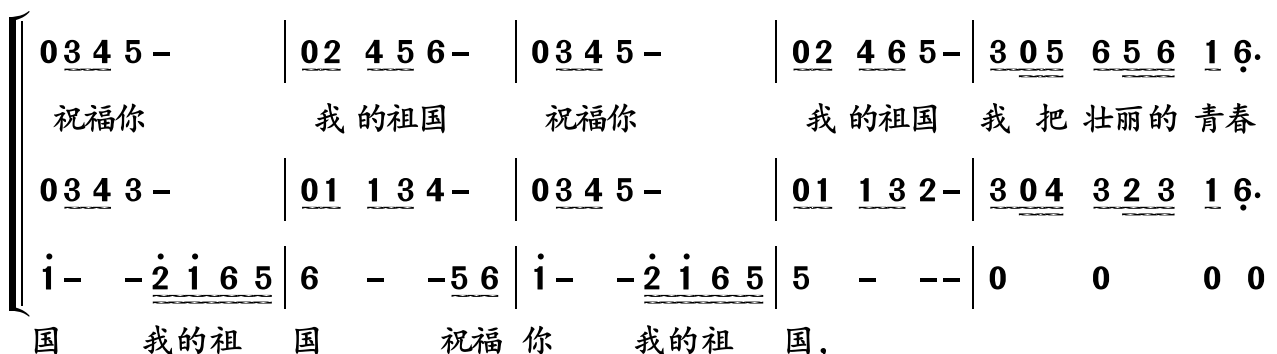 0 3 4 5 – | 0 2 4 5 6 – | 0 3 4 5 – | 0 2 4 6 5 – | 3 0 5 6 5 6 1 6̣·
祝福你 我的祖国 祝福你 我的祖国 我把壮丽的青春
0 3 4 3 – | 0 1 1 3 4 – | 0 3 4 5 – | 0 1 1 3 2 – | 3 0 4 3 2 3 1 6̣·
1̇ – – 2̇ 1̇ 6 5 | 6 – – 5 6 | 1̇ – – 2̇ 1̇ 6 5 | 5 – – – | 0 0 0 0
国 我的祖 国 祝福 你 我的祖 国,